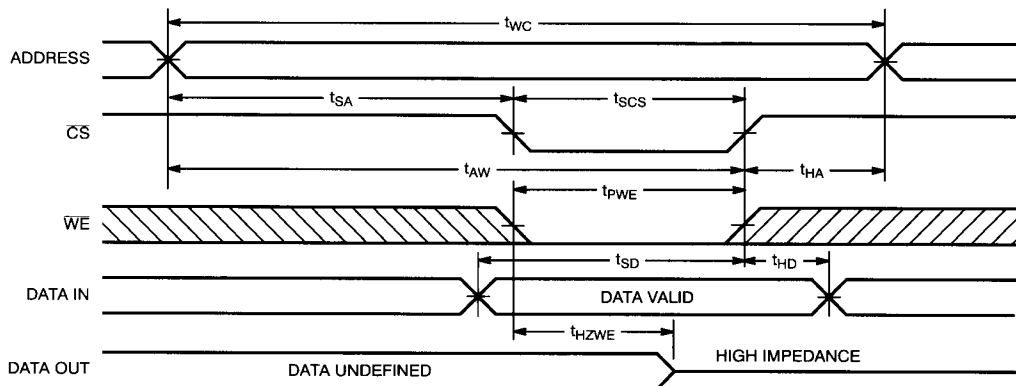 tWC
ADDRESS
tSA
tSCS
CS
tAW
tHA
tPWE
WE
tSD
tHD
DATA IN
DATA VALID
tHZWE
DATA OUT
DATA UNDEFINED
HIGH IMPEDANCE